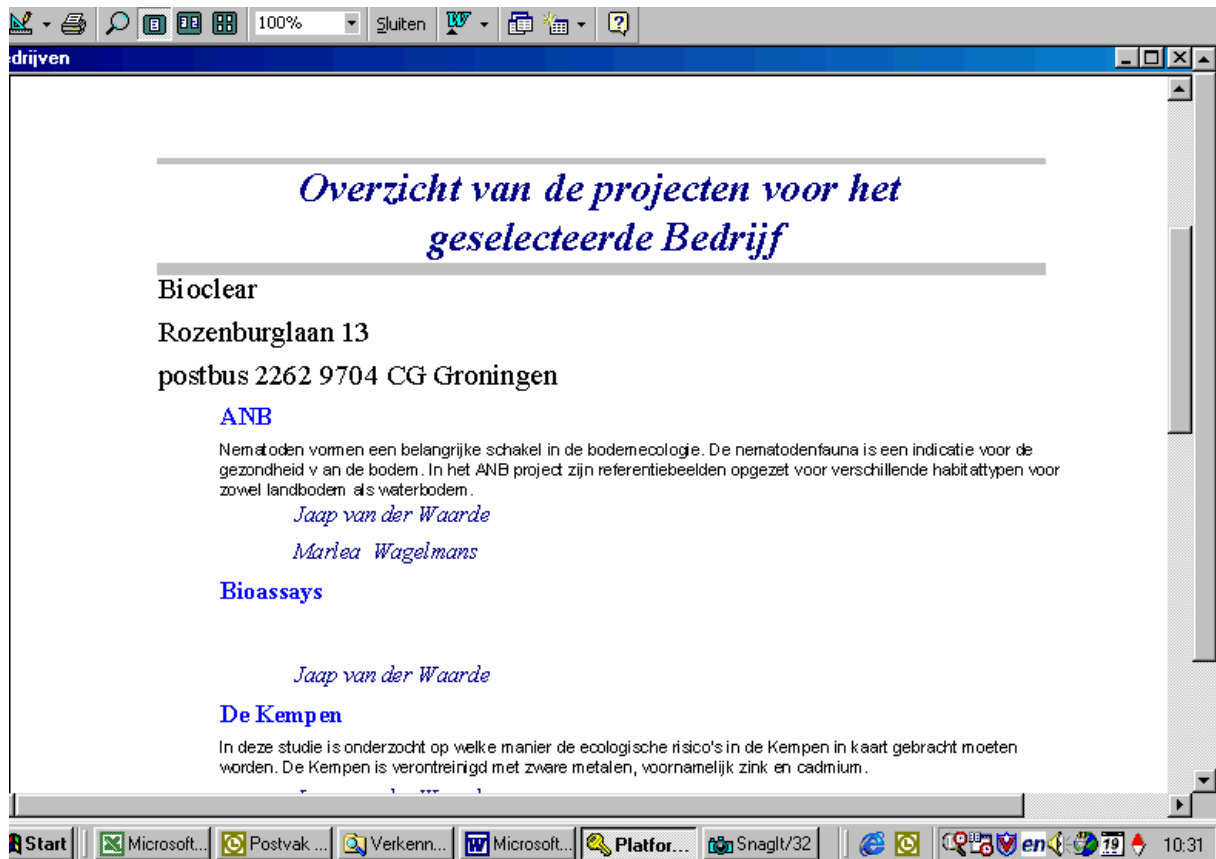 100% Sluiten
edrijven
Overzicht van de projecten voor het
geselecteerde Bedrijf
Bioclear
Rozenburglaan 13
postbus 2262 9704 CG Groningen
ANB
Nematoden vormen een belangrijke schakel in de bodemecologie. De nematodenfauna is een indicatie voor de
gezondheid v an de bodem. In het ANB project zijn referentiebeelden opgezet voor verschillende habitattypen voor
zowel landbodem als waterbodem.
Jaap van der Waarde
Marlea Wagelmans
Bioassays
Jaap van der Waarde
De Kempen
In deze studie is onderzocht op welke manier de ecologische risico's in de Kempen in kaart gebracht moeten
worden. De Kempen is verontreinigd met zware metalen, voornamelijk zink en cadmium.
Start Microsoft... Postvak ... Verkenn... Microsoft... Platfor... SnagIt/32 en 19 10:31